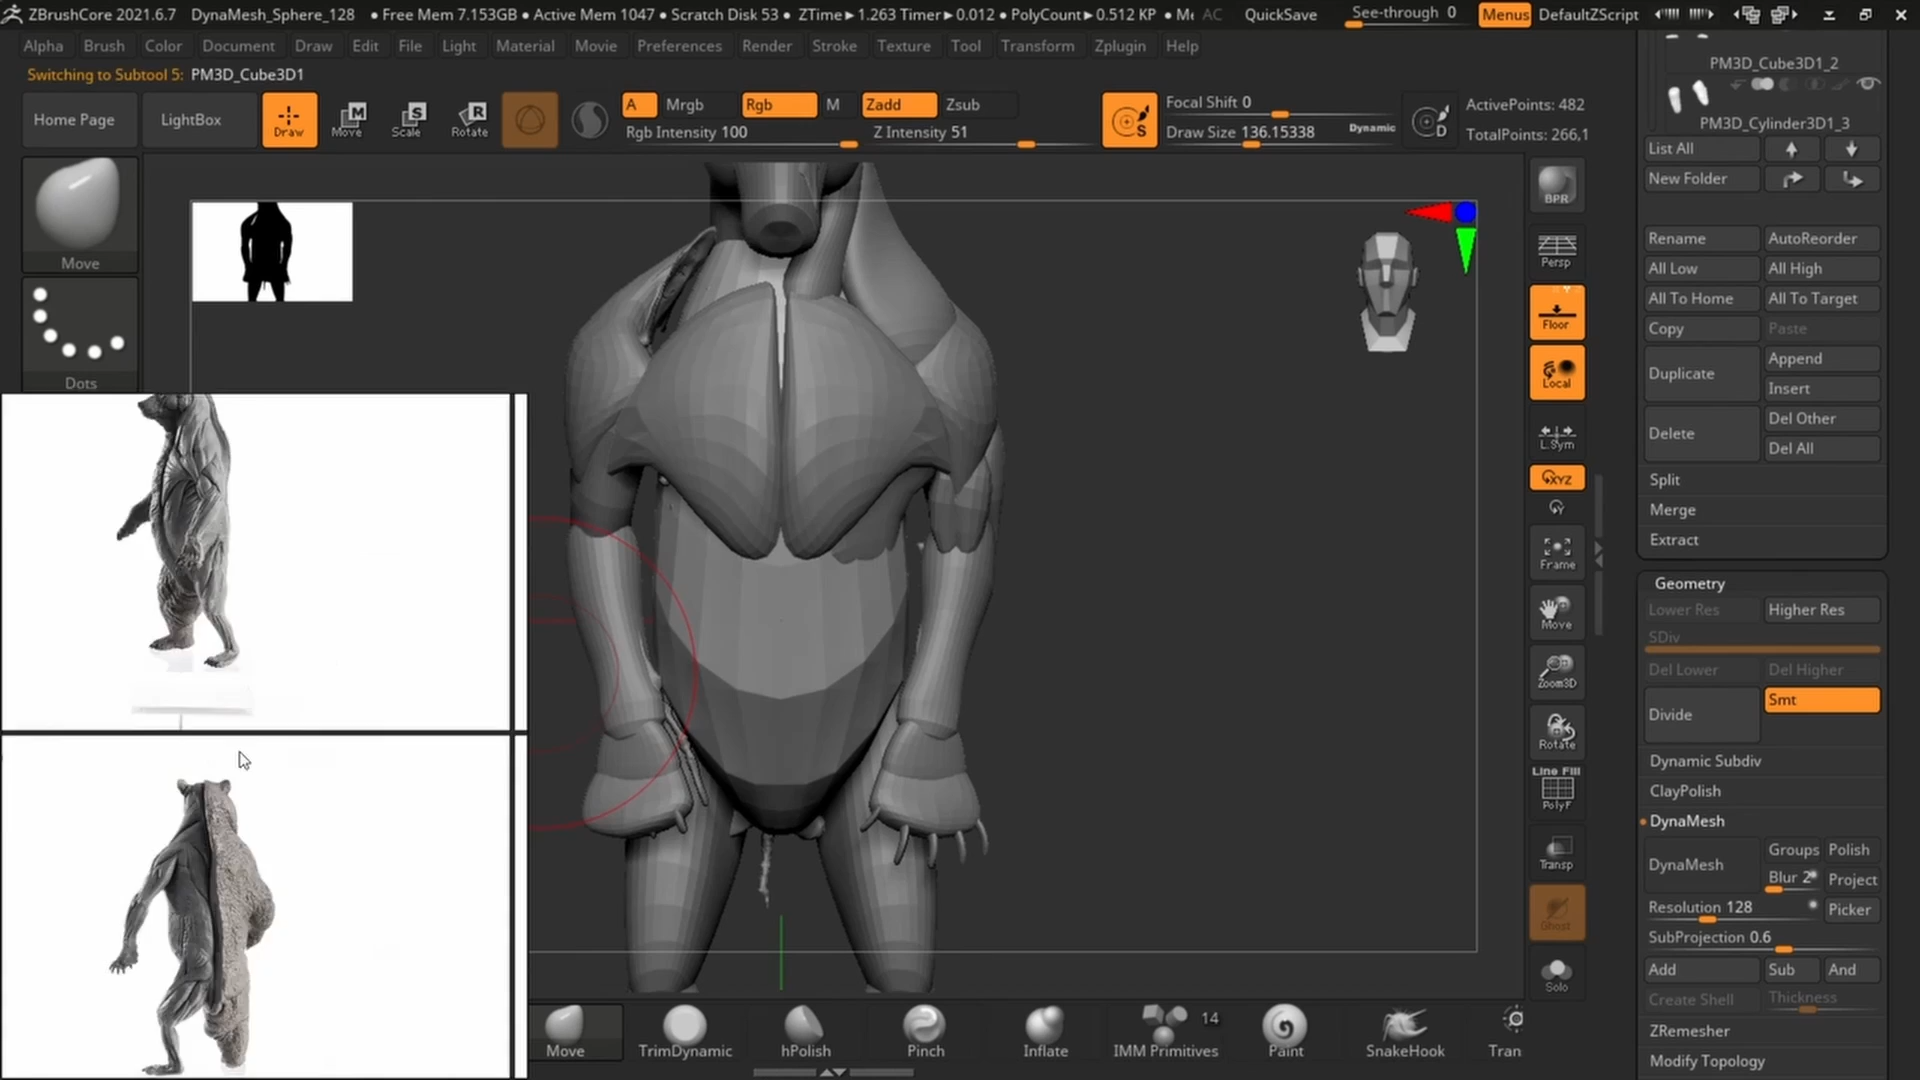 ZBrushCore 2021.6.7 DynaMesh_Sphere_128 • Free Mem 7.153GB • Active Mem 1047 • Scratch Disk 53 • ZTime▶1.263 Timer▶0.012 • PolyCount▶0.512 KP • Me AC QuickSave See-through 0 Menus DefaultZScript
Alpha Brush Color Document Draw Edit File Light Material Movie Preferences Render Stroke Texture Tool Transform Zplugin Help
Switching to Subtool 5: PM3D_Cube3D1
Home Page LightBox Draw Move Scale Rotate
A Mrgb Rgb M Zadd Zsub
Rgb Intensity 100 Z Intensity 51
Focal Shift 0
Draw Size 136.15338 Dynamic
ActivePoints: 482
TotalPoints: 266,1
Move
Dots
BPR
Persp
Floor
Local
L.Sym
XYZ
Frame
Move
Zoom3D
Rotate
Line Fill
PolyF
Transp
Ghost
Solo
PM3D_Cube3D1_2
PM3D_Cylinder3D1_3
List All
New Folder
Rename AutoReorder
All Low All High
All To Home All To Target
Copy Paste
Duplicate Append
Insert
Delete Del Other
Del All
Split
Merge
Extract
Geometry
Lower Res Higher Res
SDiv
Del Lower Del Higher
Divide Smt
Dynamic Subdiv
ClayPolish
DynaMesh
DynaMesh Groups Polish
Blur 2 Project
Resolution 128 Picker
SubProjection 0.6
Add Sub And
Create Shell Thickness
ZRemesher
Modify Topology
Move TrimDynamic hPolish Pinch Inflate IMM Primitives 14 Paint SnakeHook Tran